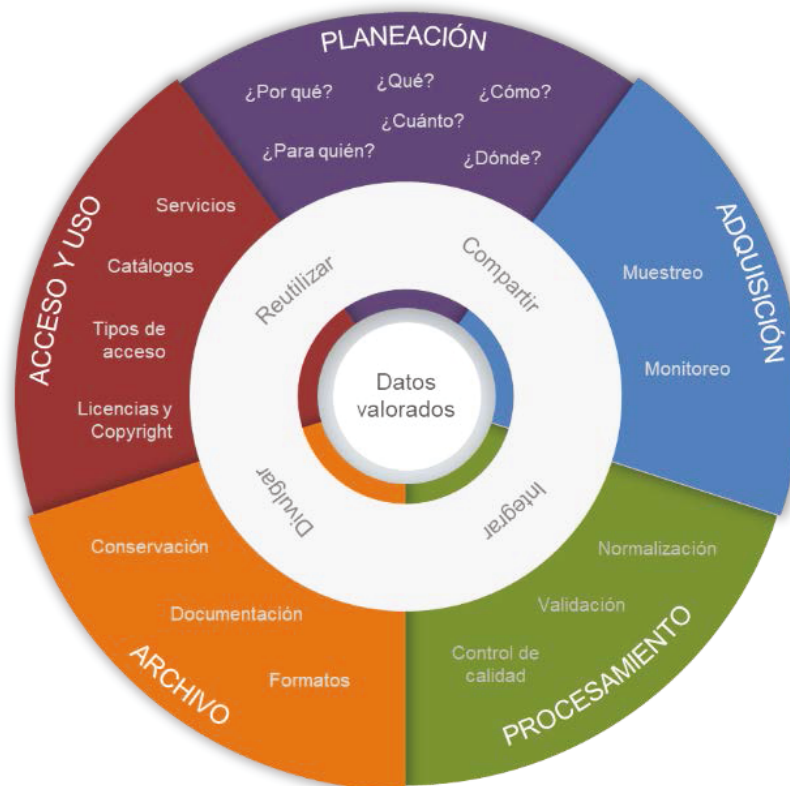 PLANEACIÓN
¿Por qué?
¿Qué?
¿Cómo?
¿Cuánto?
¿Para quién?
¿Dónde?
ADQUISICIÓN
Muestreo
Monitoreo
PROCESAMIENTO
Normalización
Validación
Control de
calidad
ARCHIVO
Conservación
Documentación
Formatos
ACCESO Y USO
Servicios
Catálogos
Tipos de
acceso
Licencias y
Copyright
Reutilizar
Compartir
Integrar
Divulgar
Datos
valorados